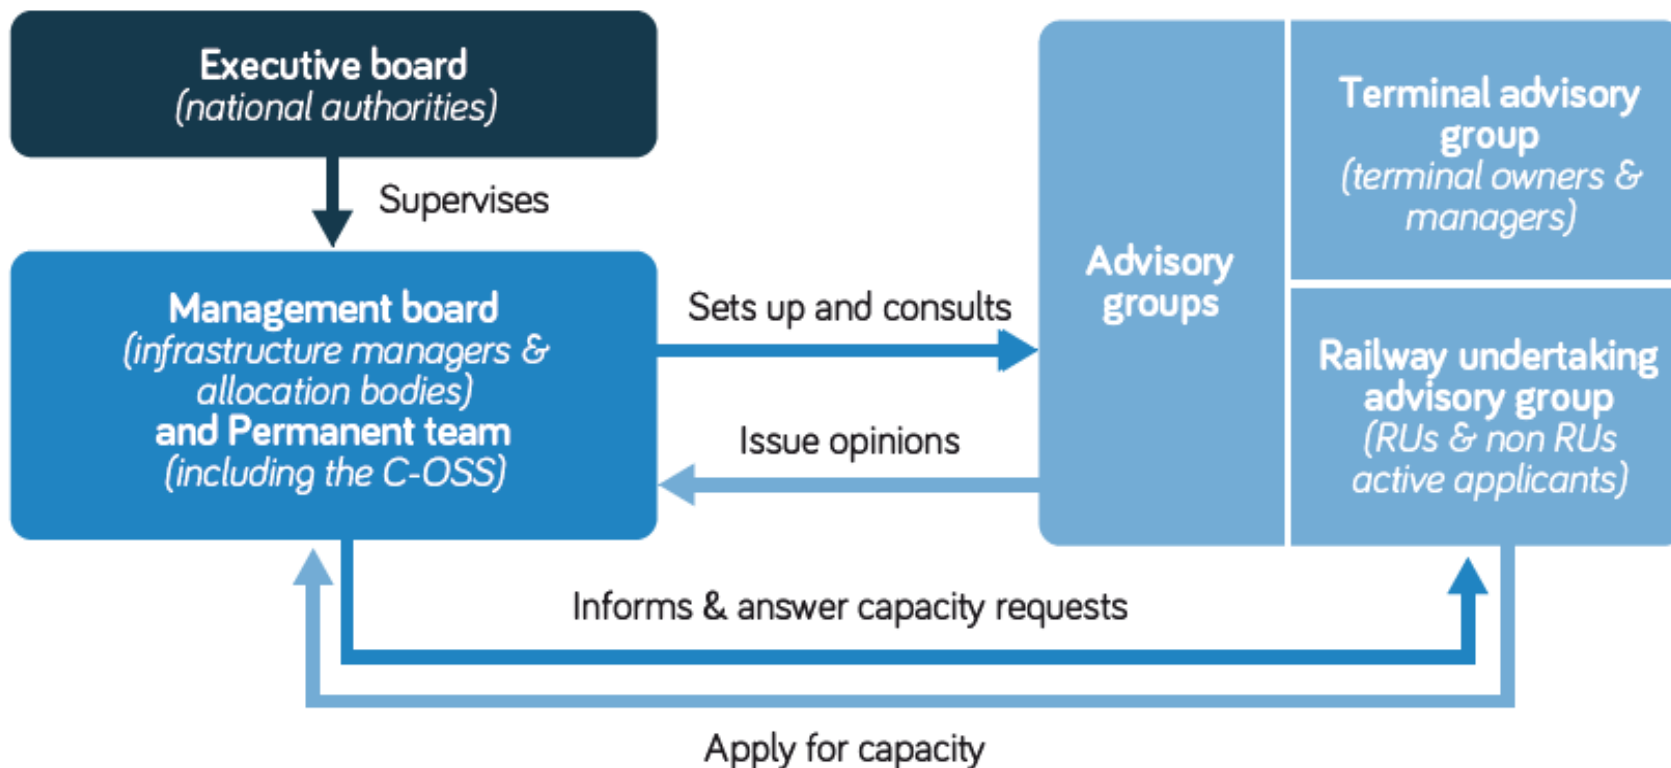 Executive board
(national authorities)
Supervises
Management board
(infrastructure managers &
allocation bodies)
and Permanent team
(including the C-OSS)
Sets up and consults
Issue opinions
Advisory
groups
Terminal advisory
group
(terminal owners &
managers)
Railway undertaking
advisory group
(RUs & non RUs
active applicants)
Informs & answer capacity requests
Apply for capacity